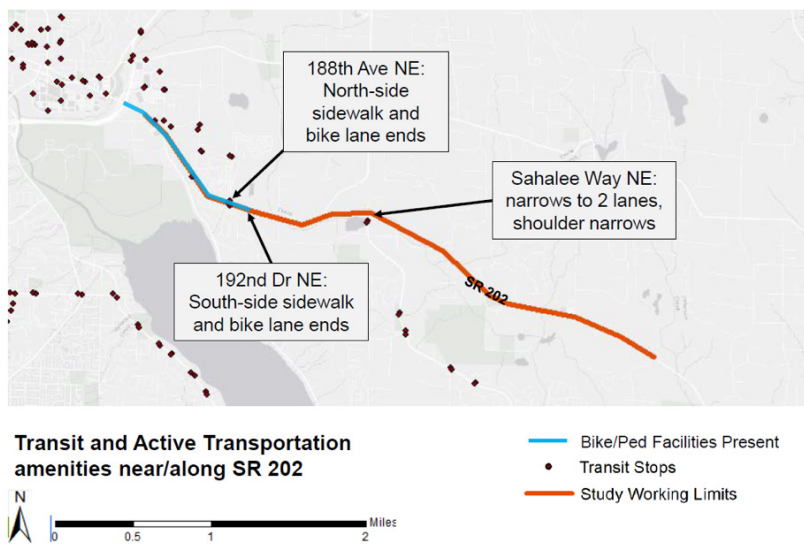 188th Ave NE:
North-side
sidewalk and
bike lane ends
Sahalee Way NE:
narrows to 2 lanes,
shoulder narrows
192nd Dr NE:
South-side sidewalk
and bike lane ends
SR 202
Transit and Active Transportation
amenities near/along SR 202
Bike/Ped Facilities Present
Transit Stops
Study Working Limits
N
Miles
0 0.5 1 2